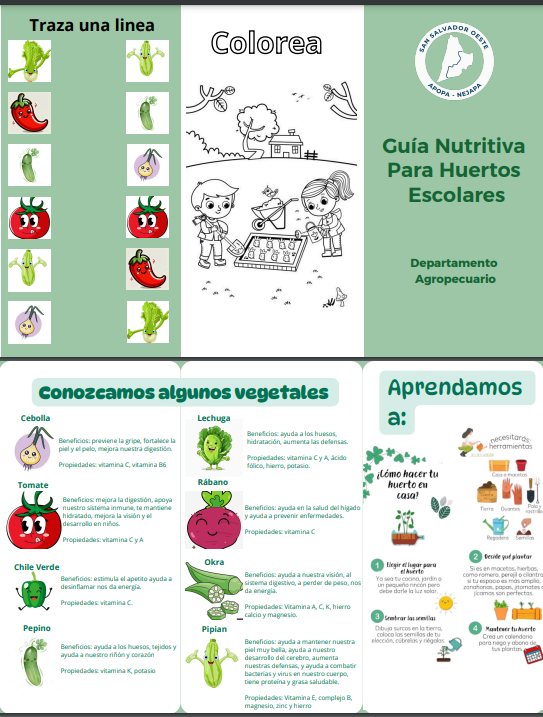 Traza una linea
Colorea
SAN SALVADOR OESTE
APOPA - NEJAPA
Guía Nutritiva
Para Huertos
Escolares
Departamento
Agropecuario
Conozcamos algunos vegetales
Cebolla
Beneficios: previene la gripe, fortalece la
piel y el pelo, mejora nuestra digestión.
Propiedades: vitamina C, vitamina B6
Tomate
Beneficios: mejora la digestión, apoya
nuestro sistema inmune, te mantiene
hidratado, mejora la visión y el
desarrollo en niños.
Propiedades: vitamina C y A
Chile Verde
Beneficios: estimula el apetito ayuda a
desinflamar nos da energía.
Propiedades: vitamina C.
Pepino
Beneficios: ayuda a los huesos, tejidos y
ayuda a nuestro riñón y corazón
Propiedades: vitamina K, potasio
Lechuga
Beneficios: ayuda a los huesos,
hidratación, aumenta las defensas.
Propiedades: vitamina C y A, ácido
fólico, hierro, potasio.
Rábano
Beneficios: ayuda en la salud del hígado
y ayuda a prevenir enfermedades.
Propiedades: vitamina C
Okra
Beneficios: ayuda a nuestra visión, al
sistema digestivo, a perder de peso, nos
da energía.
Propiedades: Vitamina A, C, K, hierro
calcio y magnesio.
Pipian
Beneficios: ayuda a mantener nuestra
piel muy bella, ayuda a nuestro
desarrollo del cerebro, aumenta
nuestras defensas, y ayuda a combatir
bacterias y virus en nuestro cuerpo,
tiene proteína y grasa saludable.
Propiedades: Vitamina E, complejo B,
magnesio, zinc y hierro
Aprendamos
a:
¿Cómo hacer tu
huerto en
casa?
necesitarás:
herramientas
Caja o macetas
Tierra
Guantes
Pala y
rastrillo
Regadera
Semillas
1 Elegir el lugar para
el huerto
Ya sea tu cocina, jardín o
un pequeño rincón pero
debe darle la luz solar.
2 Decide qué plantar
Si es en macetas, hierbas,
como romero, perejil o cilantro
si tu espacio es más amplio,
zanahorias, papas, jitomates o
jícamas son perfectos.
3 Sembrar las semillas
Dibuja surcos en la tierra,
coloca las semillas de tu
elección, cúbrelas y riégalas.
4 Mantener tu huerto
Crea un calendario
para riego y abono de
tus plantas.